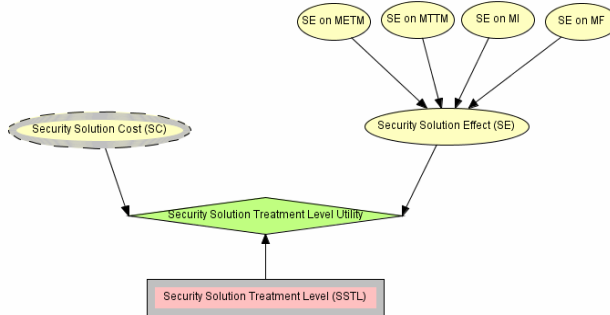 SE on METM
SE on MTTM
SE on MI
SE on MF
Security Solution Cost (SC)
Security Solution Effect (SE)
Security Solution Treatment Level Utility
Security Solution Treatment Level (SSTL)